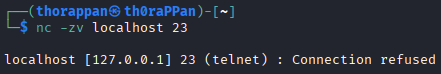 ┌──(thorappan㉿th0raPPan)-[~]
└─$ nc -zv localhost 23
localhost [127.0.0.1] 23 (telnet) : Connection refused